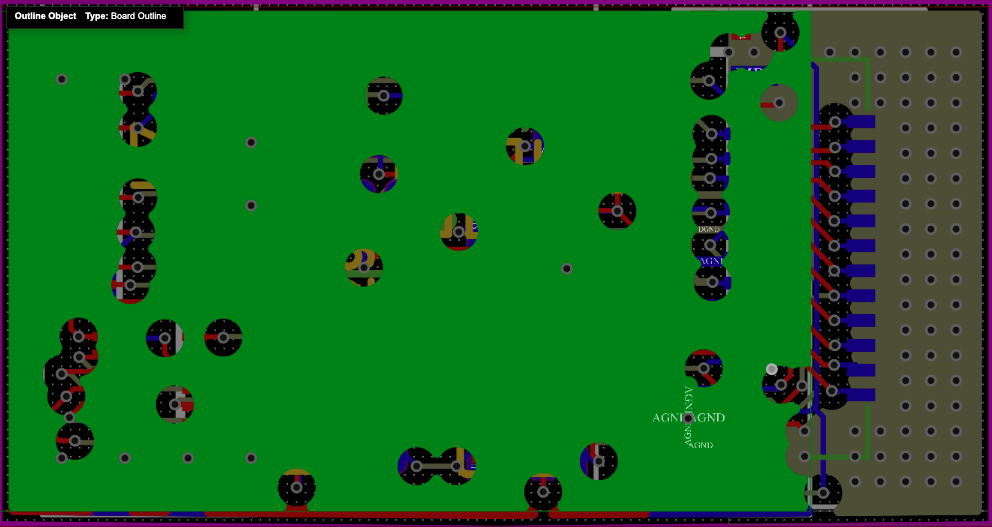 Outline Object Type: Board Outline
DGND
AGND
AGND
AGND
AGND
AGND